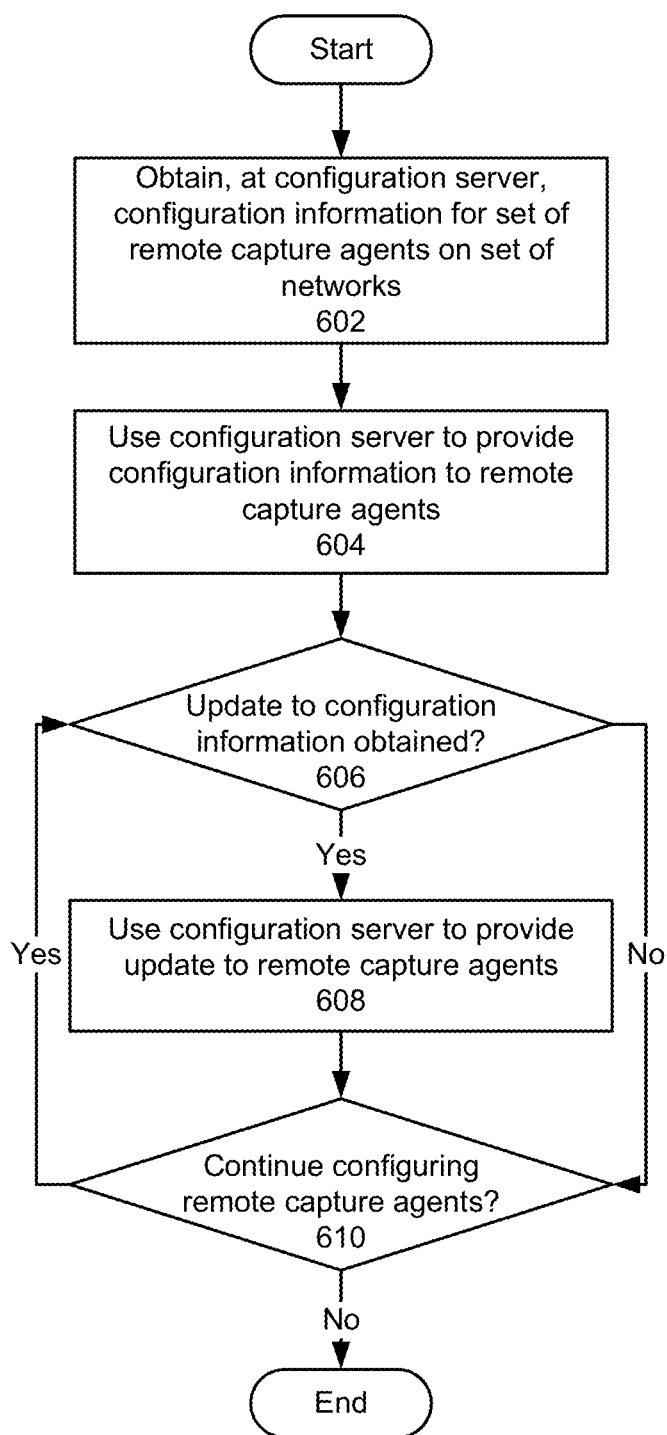 Start
Obtain, at configuration server,
configuration information for set of
remote capture agents on set of
networks
602
Use configuration server to provide
configuration information to remote
capture agents
604
Update to configuration
information obtained?
606
Yes
Use configuration server to provide
update to remote capture agents
608
Yes
No
Continue configuring
remote capture agents?
610
No
End